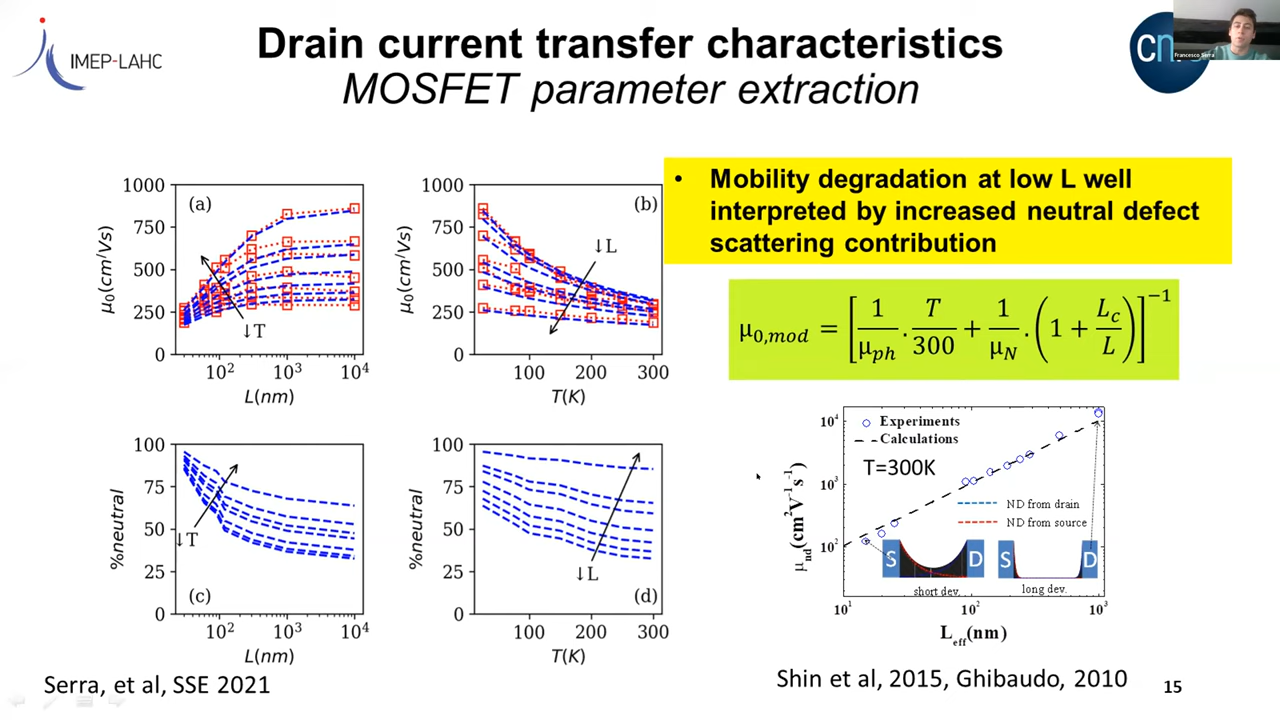 IMEP-LAHC
Drain current transfer characteristics
MOSFET parameter extraction
Francesco Serra
• Mobility degradation at low L well
interpreted by increased neutral defect
scattering contribution
μ0,mod = [1/μph . T/300 + 1/μN . (1 + Lc/L)]⁻¹
(a)
1000
750
500
250
0
μ0(cm²/Vs)
↓T
10² 10³ 10⁴
L(nm)
(b)
1000
750
500
250
0
μ0(cm²/Vs)
↓L
100 200 300
T(K)
(c)
100
75
50
25
0
%neutral
↓T
10² 10³ 10⁴
L(nm)
(d)
100
75
50
25
0
%neutral
↓L
100 200 300
T(K)
10⁴
10³
10²
μnd(cm²V⁻¹s⁻¹)
Experiments
Calculations
T=300K
ND from drain
ND from source
S D S D
short dev. long dev.
10¹ 10² 10³
Leff(nm)
Serra, et al, SSE 2021
Shin et al, 2015, Ghibaudo, 2010
15